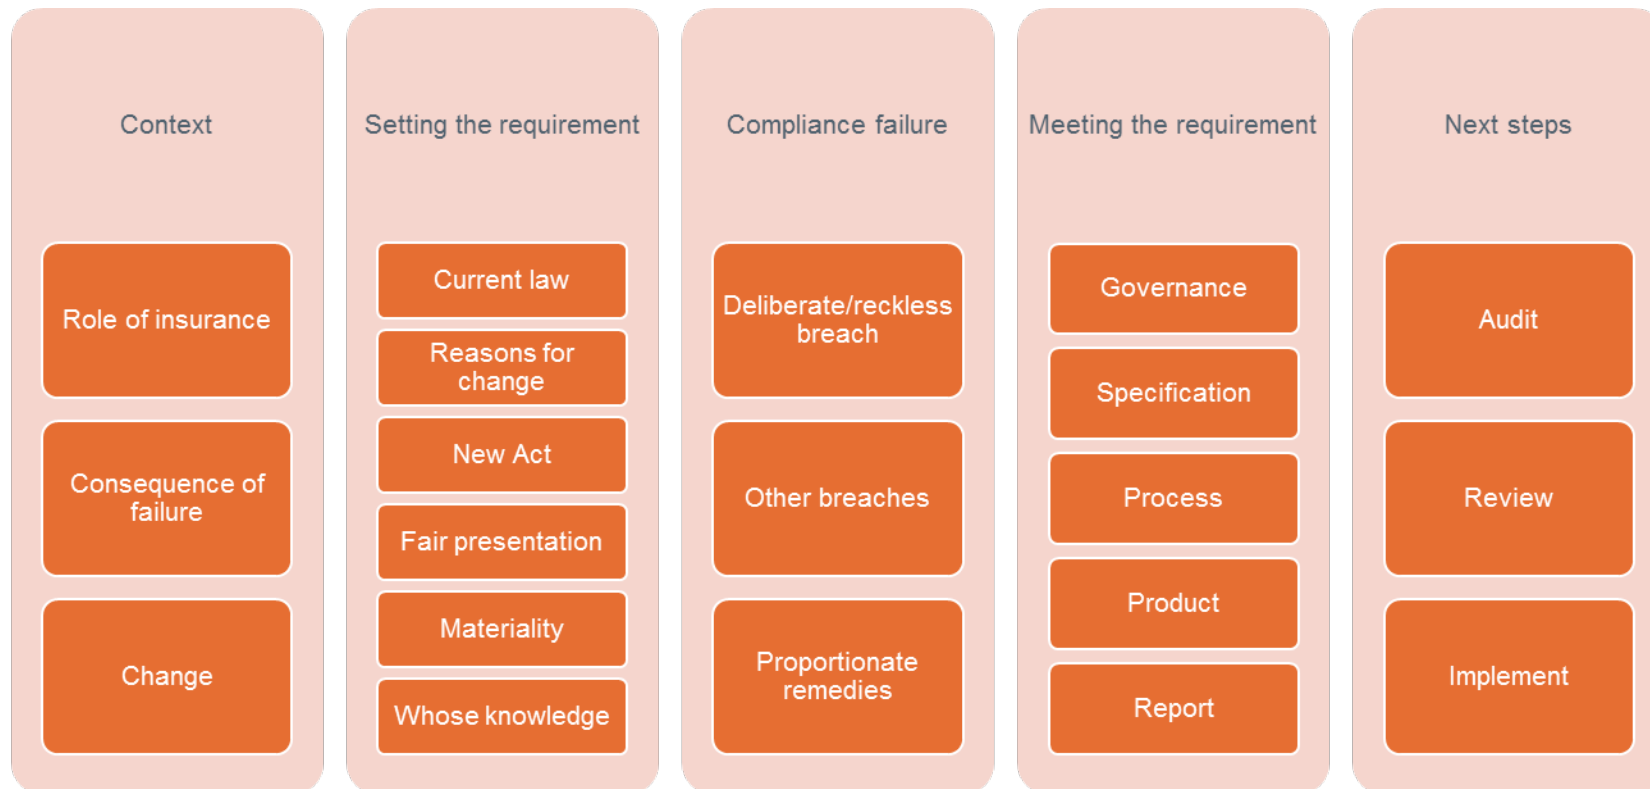 Context
Role of insurance
Consequence of
failure
Change
Setting the requirement
Current law
Reasons for
change
New Act
Fair presentation
Materiality
Whose knowledge
Compliance failure
Deliberate/reckless
breach
Other breaches
Proportionate
remedies
Meeting the requirement
Governance
Specification
Process
Product
Report
Next steps
Audit
Review
Implement